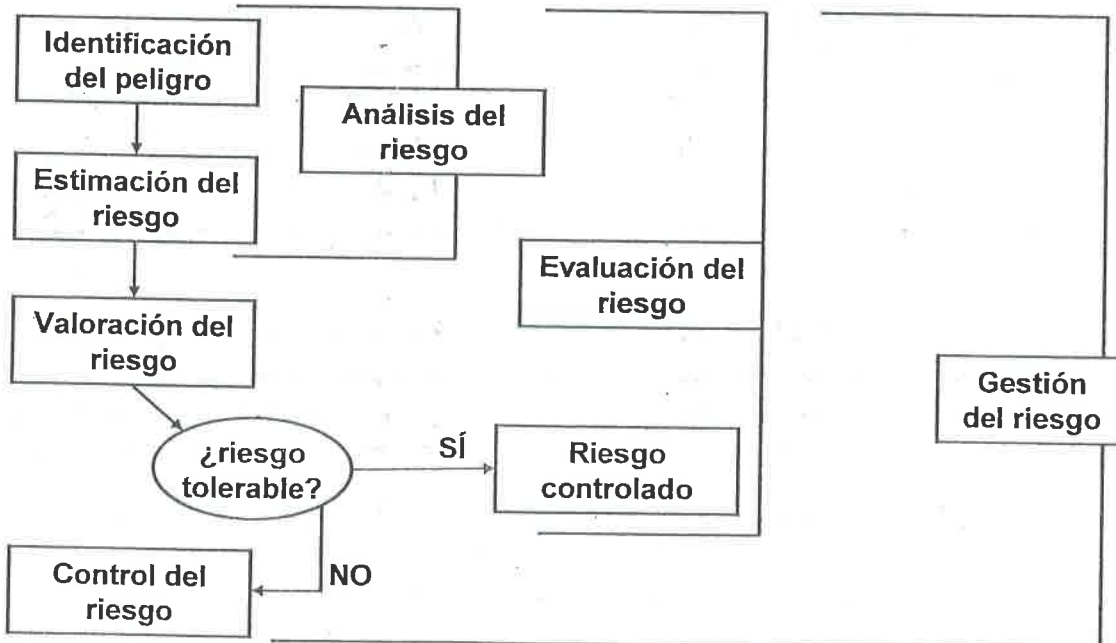 Identificación
del peligro
Análisis del
riesgo
Estimación del
riesgo
Evaluación del
riesgo
Valoración del
riesgo
Gestión
del riesgo
¿riesgo
tolerable?
SÍ
Riesgo
controlado
NO
Control del
riesgo